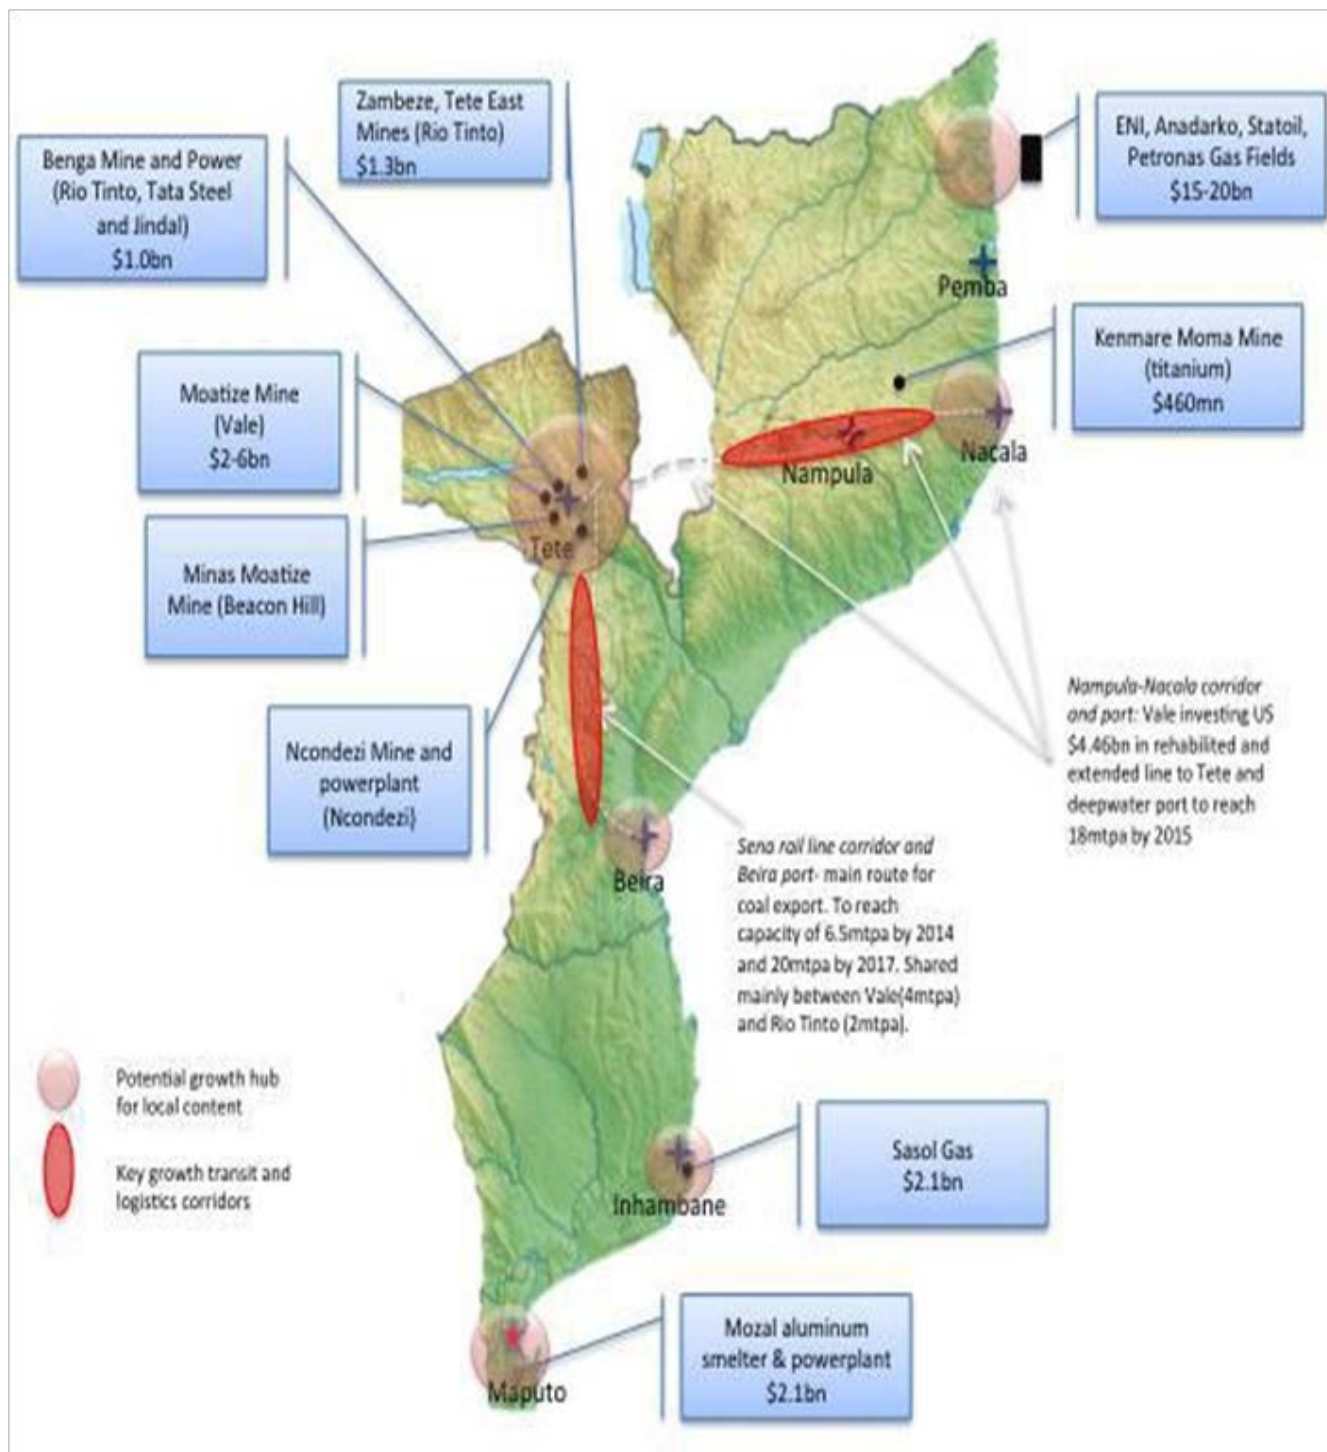 Zambeze, Tete East
Mines (Rio Tinto)
$1.3bn
Benga Mine and Power
(Rio Tinto, Tata Steel
and Jindal)
$1.0bn
ENI, Anadarko, Statoil,
Petronas Gas Fields
$15-20bn
Pemba
Kenmare Moma Mine
(titanium)
$460mn
Moatize Mine
(Vale)
$2-6bn
Nacala
Nampula
Tete
Minas Moatize
Mine (Beacon Hill)
Ncondezi Mine and
powerplant
(Ncondezi)
Nampula-Nacala corridor
and port: Vale investing US
$4.46bn in rehabilited and
extended line to Tete and
deepwater port to reach
18mtpa by 2015
Beira
Sena rail line corridor and
Beira port- main route for
coal export. To reach
capacity of 6.5mtpa by 2014
and 20mtpa by 2017. Shared
mainly between Vale(4mtpa)
and Rio Tinto (2mtpa).
Potential growth hub
for local content
Key growth transit and
logistics corridors
Sasol Gas
$2.1bn
Inhambane
Mozal aluminum
smelter & powerplant
$2.1bn
Maputo